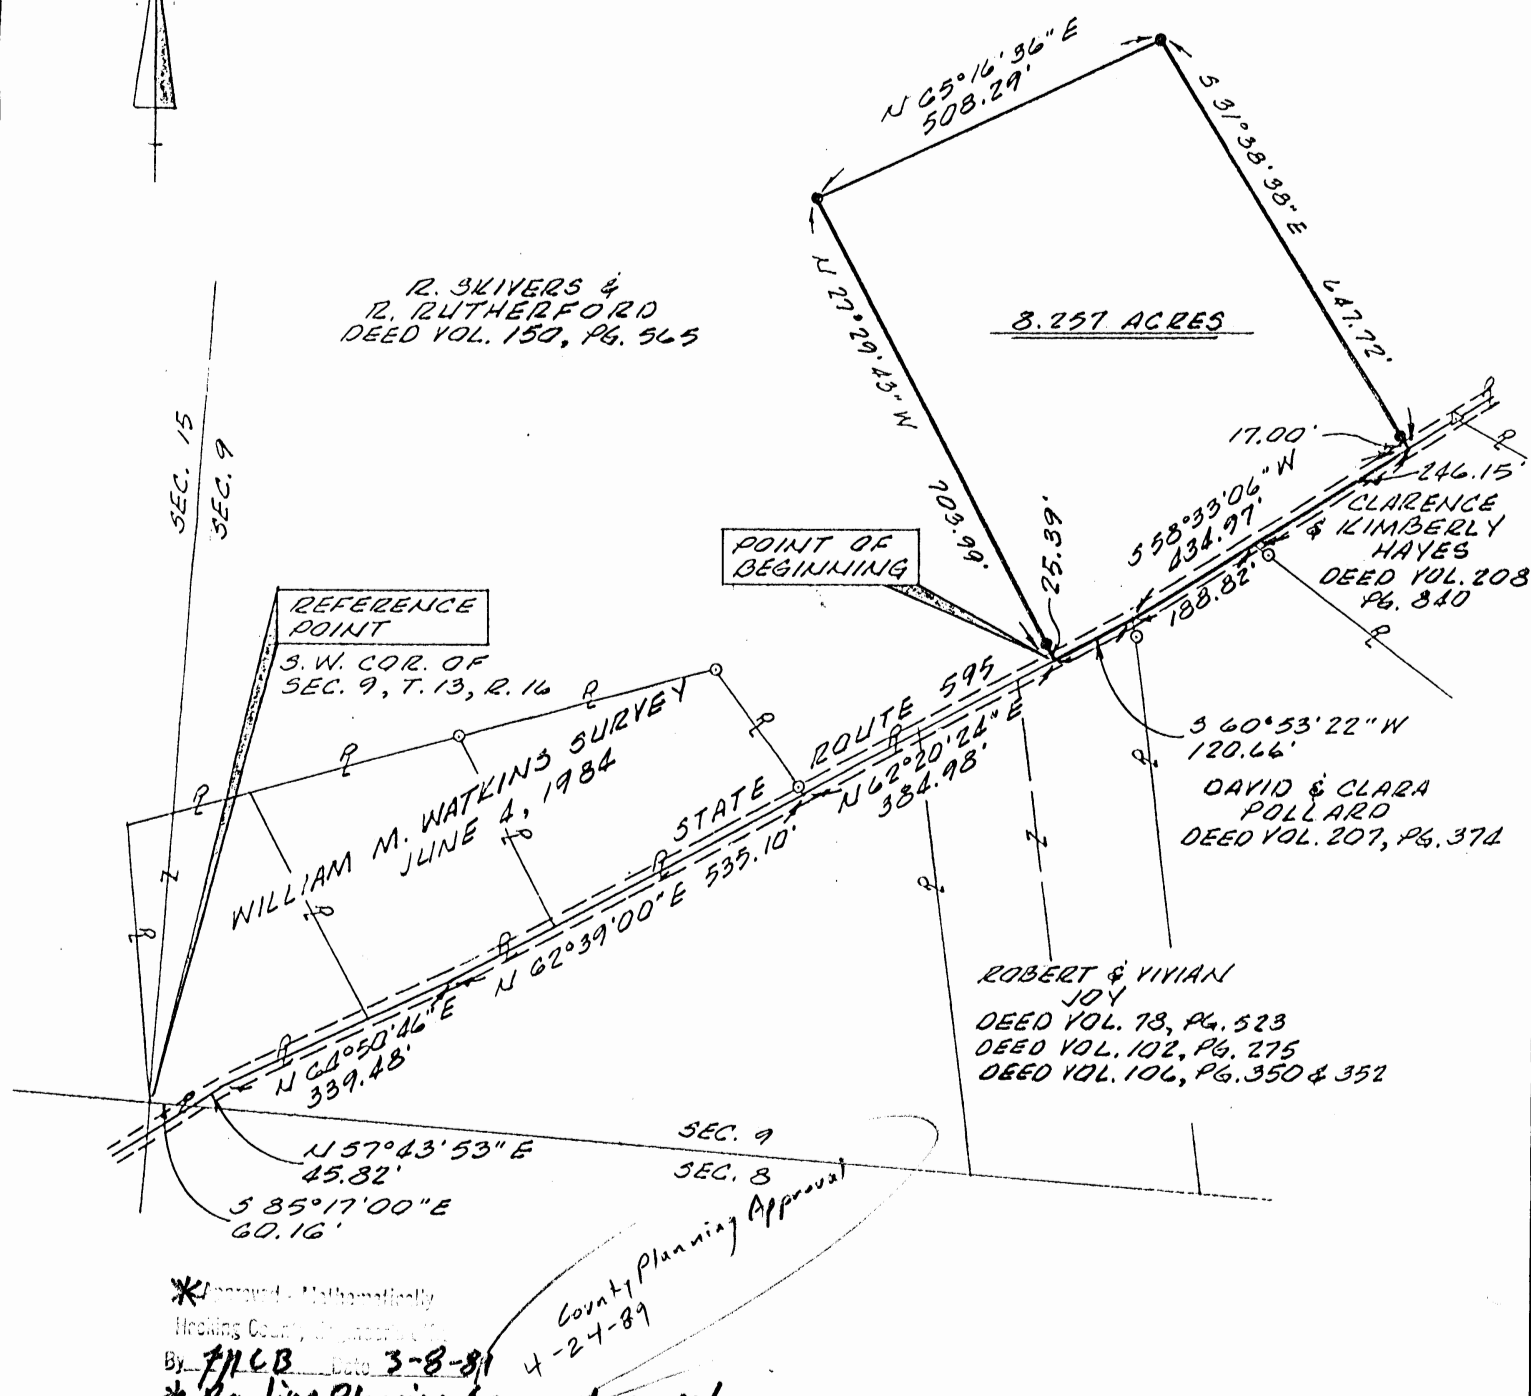 N 65°16'36" E
508.29'
S 31°38'38" E
647.72'
R. SKIVERS &
R. RUTHERFORD
DEED VOL. 150, PG. 565
N 27°29'43" W
703.99'
8.257 ACRES
SEC. 15
SEC. 9
17.00'
246.15'
CLARENCE
& KIMBERLY
HAYES
DEED VOL. 208
PG. 840
S 58°33'06" W
434.97'
188.82'
25.39'
POINT OF
BEGINNING
REFERENCE
POINT
S.W. COR. OF
SEC. 9, T. 13, R. 16
S 60°53'22" W
120.66'
DAVID & CLARA
POLLARD
DEED VOL. 207, PG. 374
STATE ROUTE 595
N 62°20'24" E
384.98'
WILLIAM M. WATKINS SURVEY
JUNE 4, 1984
N 62°39'00" E 535.10'
ROBERT & VIVIAN
JOY
DEED VOL. 78, PG. 523
DEED VOL. 102, PG. 275
DEED VOL. 106, PG. 350 & 352
N 64°50'46" E
339.48'
N 57°43'53" E
45.82'
S 85°17'00" E
60.16'
SEC. 9
SEC. 8
County Planning Approval
4-24-89
* Approved - Mathematically
Hocking County Engineer's
By Date 3-8-89